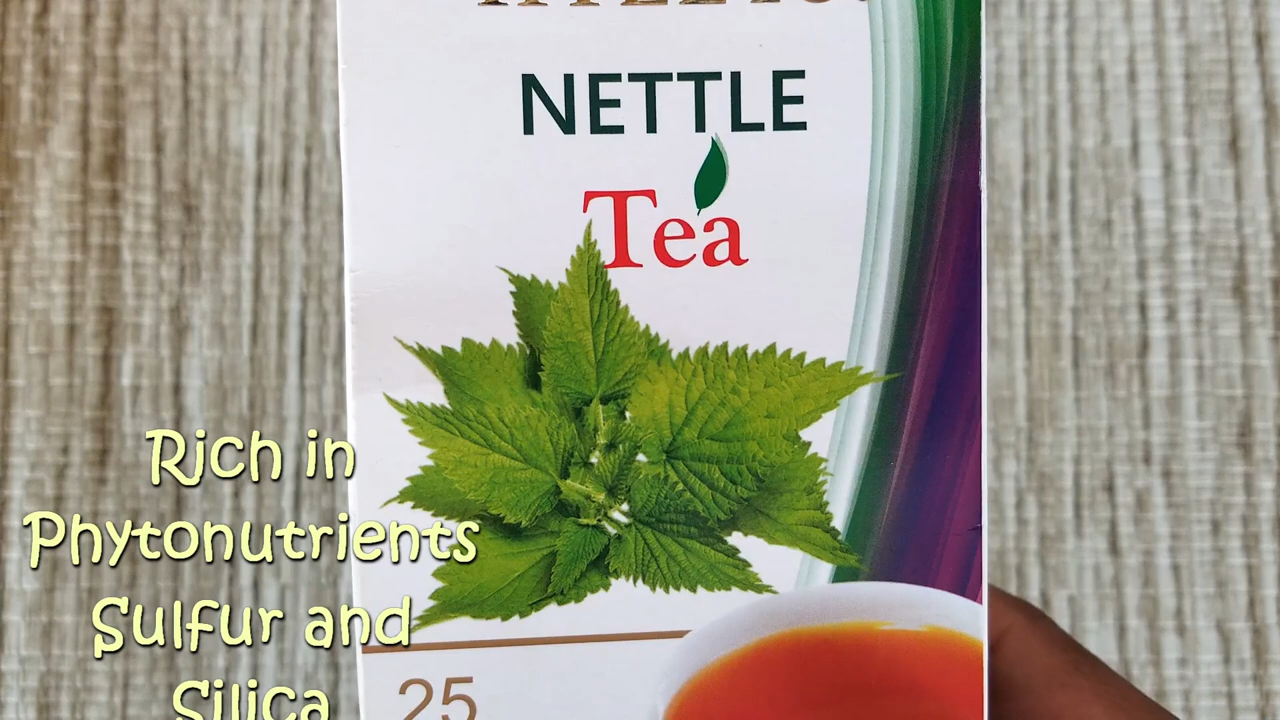 NETTLE
Tea
25
Rich in
Phytonutrients
Sulfur and
Silica